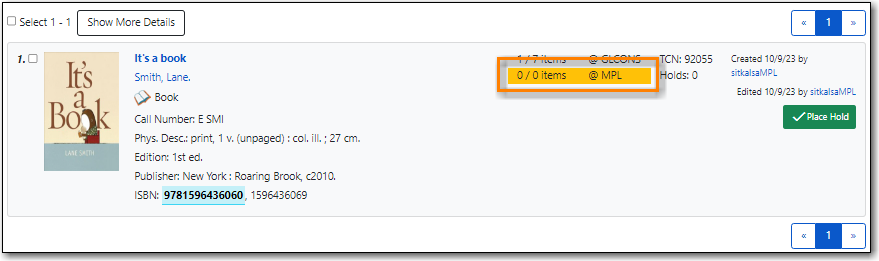 Select 1 - 1
Show More Details
« 1 »
1.
It's
a
Book
LANE SMITH
It's a book
Smith, Lane.
Book
Call Number: E SMI
Phys. Desc.: print, 1 v. (unpaged) : col. ill. ; 27 cm.
Edition: 1st ed.
Publisher: New York : Roaring Brook, c2010.
ISBN: 9781596436060, 1596436069
1 / 7 items @ GLCONS TCN: 92055
0 / 0 items @ MPL Holds: 0
Created 10/9/23 by
sitkalsaMPL
Edited 10/9/23 by sitkalsaMPL
Place Hold
« 1 »